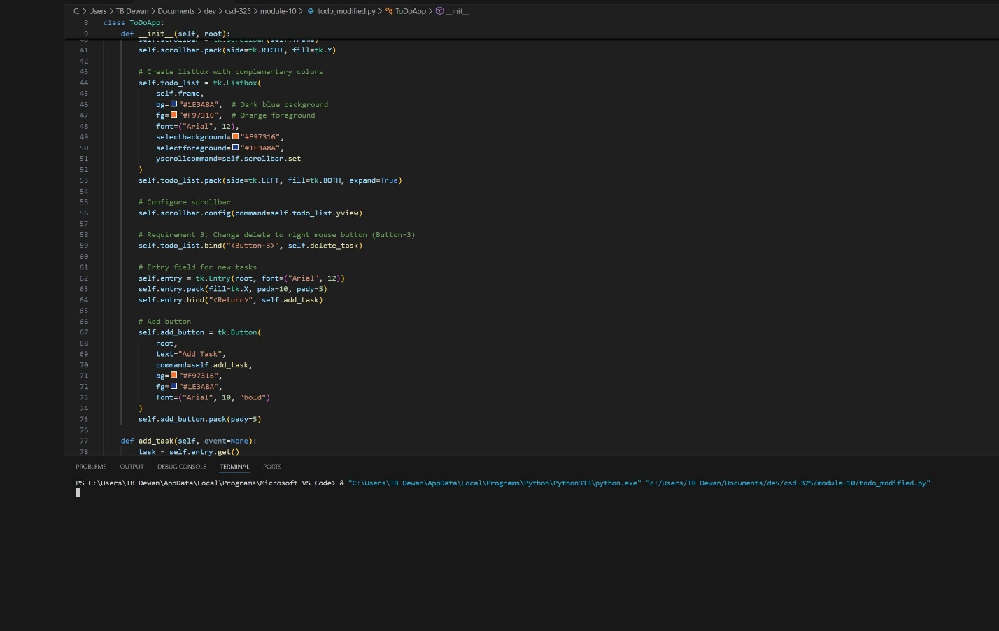 C: > Users > TB Dewan > Documents > dev > csd-325 > module-10 > todo_modified.py > ToDoApp > __init__
8 class ToDoApp:
9 def __init__(self, root):
40 self.scrollbar = tk.Scrollbar(self.frame)
41 self.scrollbar.pack(side=tk.RIGHT, fill=tk.Y)
42
43 # Create listbox with complementary colors
44 self.todo_list = tk.Listbox(
45 self.frame,
46 bg="#1E3A8A", # Dark blue background
47 fg="#F97316", # Orange foreground
48 font=("Arial", 12),
49 selectbackground="#F97316",
50 selectforeground="#1E3A8A",
51 yscrollcommand=self.scrollbar.set
52 )
53 self.todo_list.pack(side=tk.LEFT, fill=tk.BOTH, expand=True)
54
55 # Configure scrollbar
56 self.scrollbar.config(command=self.todo_list.yview)
57
58 # Requirement 3: Change delete to right mouse button (Button-3)
59 self.todo_list.bind("<Button-3>", self.delete_task)
60
61 # Entry field for new tasks
62 self.entry = tk.Entry(root, font=("Arial", 12))
63 self.entry.pack(fill=tk.X, padx=10, pady=5)
64 self.entry.bind("<Return>", self.add_task)
65
66 # Add button
67 self.add_button = tk.Button(
68 root,
69 text="Add Task",
70 command=self.add_task,
71 bg="#F97316",
72 fg="#1E3A8A",
73 font=("Arial", 10, "bold")
74 )
75 self.add_button.pack(pady=5)
76
77 def add_task(self, event=None):
78 task = self.entry.get()
PROBLEMS OUTPUT DEBUG CONSOLE TERMINAL PORTS
PS C:\Users\TB Dewan\AppData\Local\Programs\Microsoft VS Code> & "C:\Users\TB Dewan\AppData\Local\Programs\Python\Python313\python.exe" "c:/Users/TB Dewan/Documents/dev/csd-325/module-10/todo_modified.py"